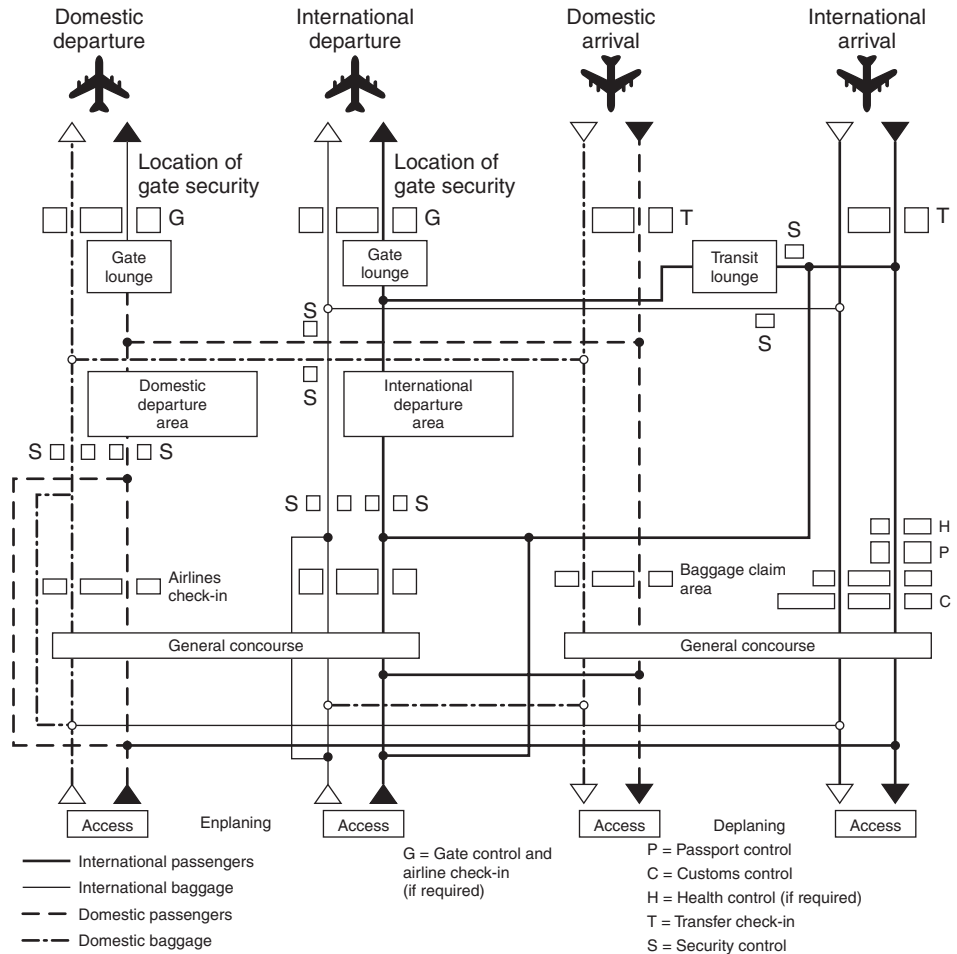 Domestic
departure
International
departure
Domestic
arrival
International
arrival
Location of
gate security
Location of
gate security
G
G
T
T
Gate
lounge
Gate
lounge
Transit
lounge
S
S
S
S
Domestic
departure
area
International
departure
area
S
S
S
S
H
P
Airlines
check-in
Baggage claim
area
C
General concourse
General concourse
Access
Enplaning
Access
Access
Deplaning
Access
International passengers
International baggage
Domestic passengers
Domestic baggage
G = Gate control and
airline check-in
(if required)
P = Passport control
C = Customs control
H = Health control (if required)
T = Transfer check-in
S = Security control